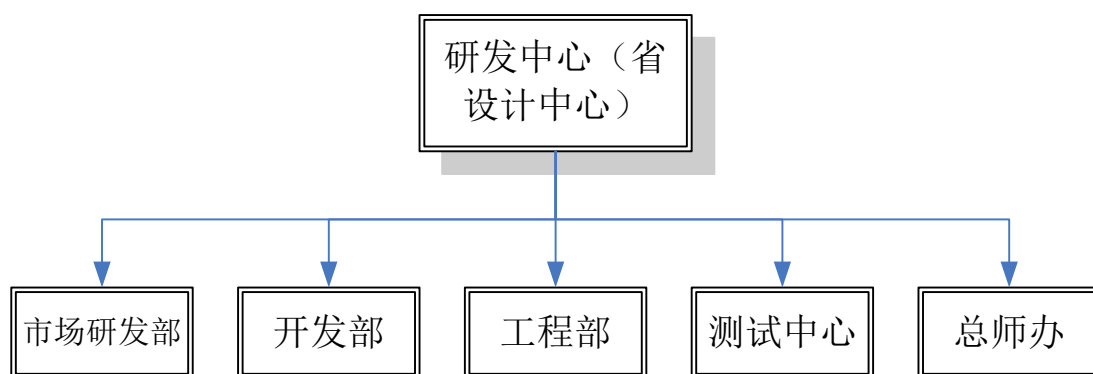 研发中心（省
设计中心）
市场研发部
开发部
工程部
测试中心
总师办